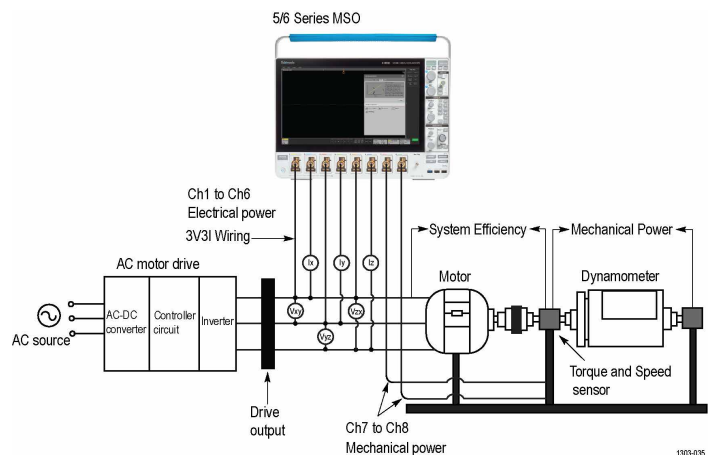 5/6 Series MSO
Ch1 to Ch6
Electrical power
3V3I Wiring
System Efficiency
Mechanical Power
Ix
Iy
Iz
AC motor drive
Motor
Dynamometer
AC-DC
converter
Controller
circuit
Inverter
Vxy
Vzx
Vyz
AC source
Torque and Speed
sensor
Drive
output
Ch7 to Ch8
Mechanical power
1303-035